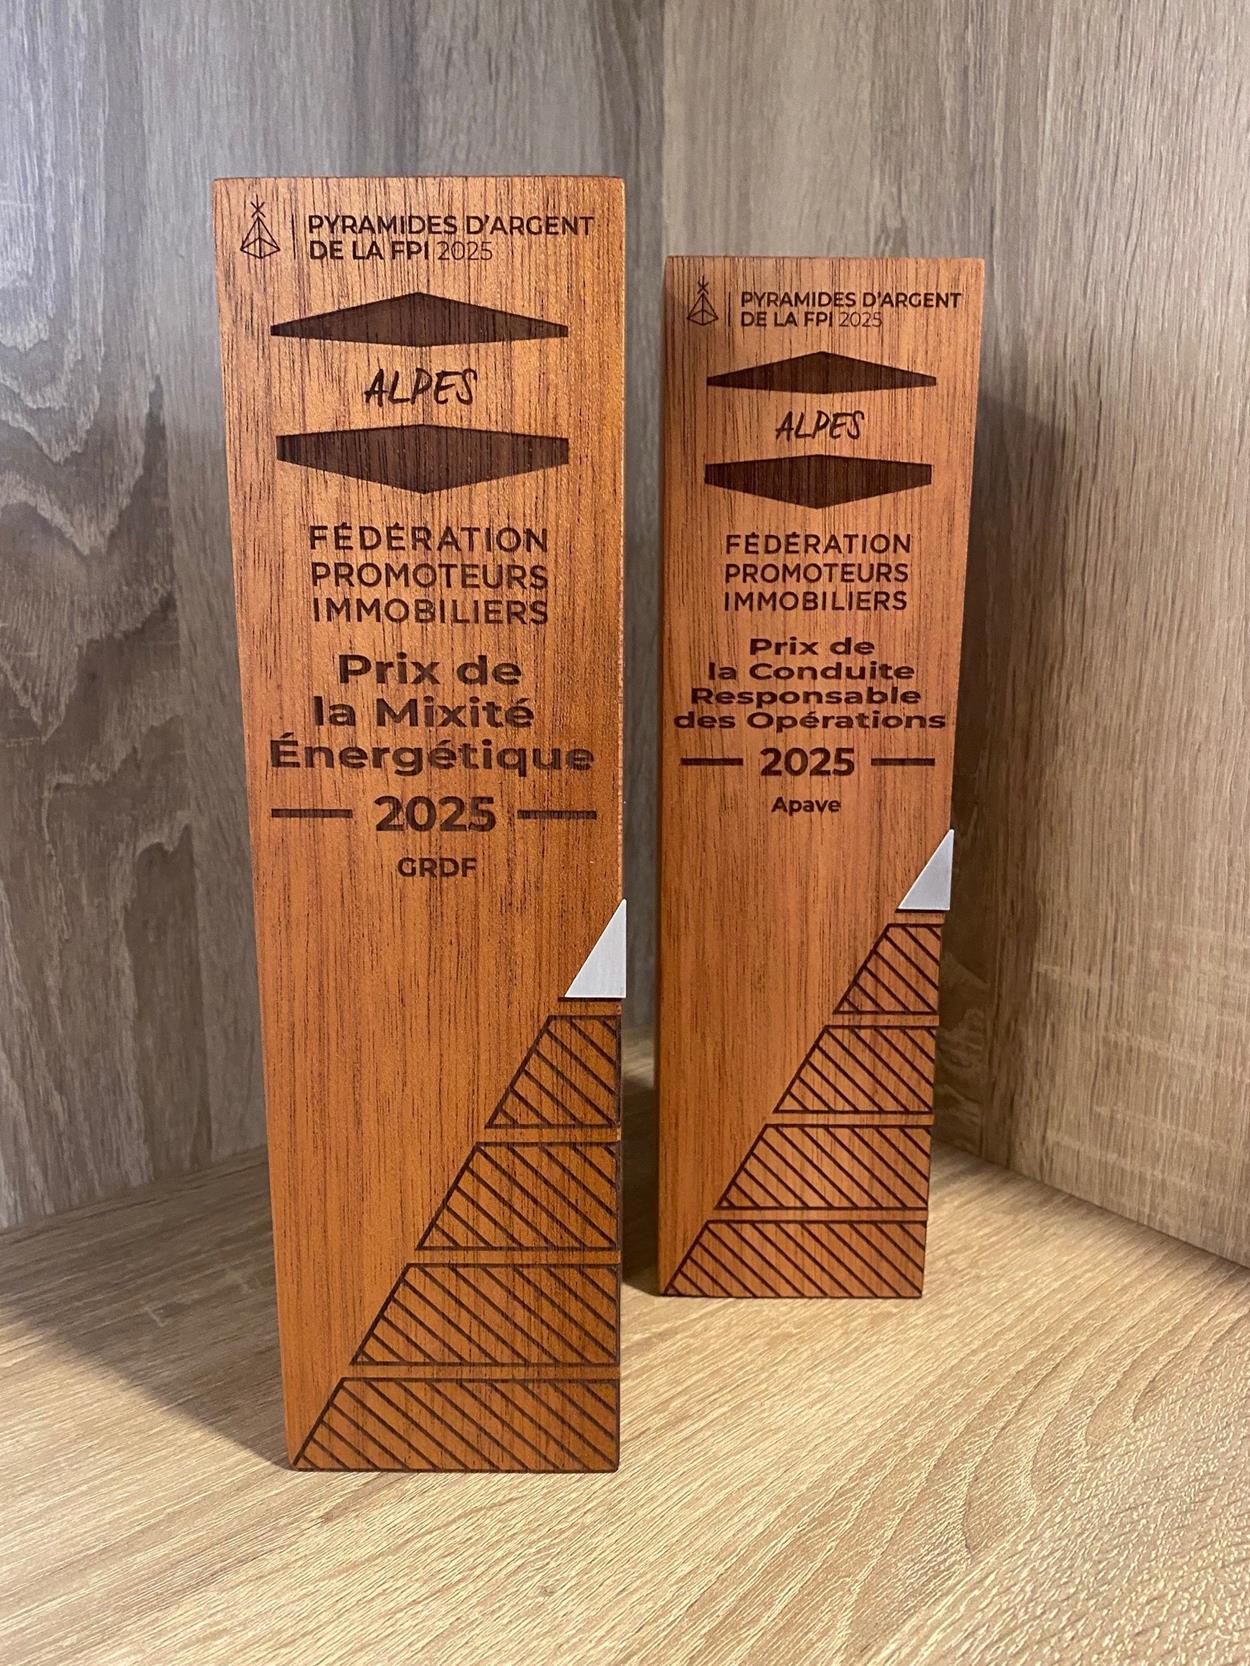 PYRAMIDES D'ARGENT
DE LA FPI 2025
ALPES
FÉDÉRATION
PROMOTEURS
IMMOBILIERS
Prix de
la Mixité
Énergétique
2025
GRDF
PYRAMIDES D'ARGENT
DE LA FPI 2025
ALPES
FÉDÉRATION
PROMOTEURS
IMMOBILIERS
Prix de
la Conduite
Responsable
des Opérations
2025
Apave